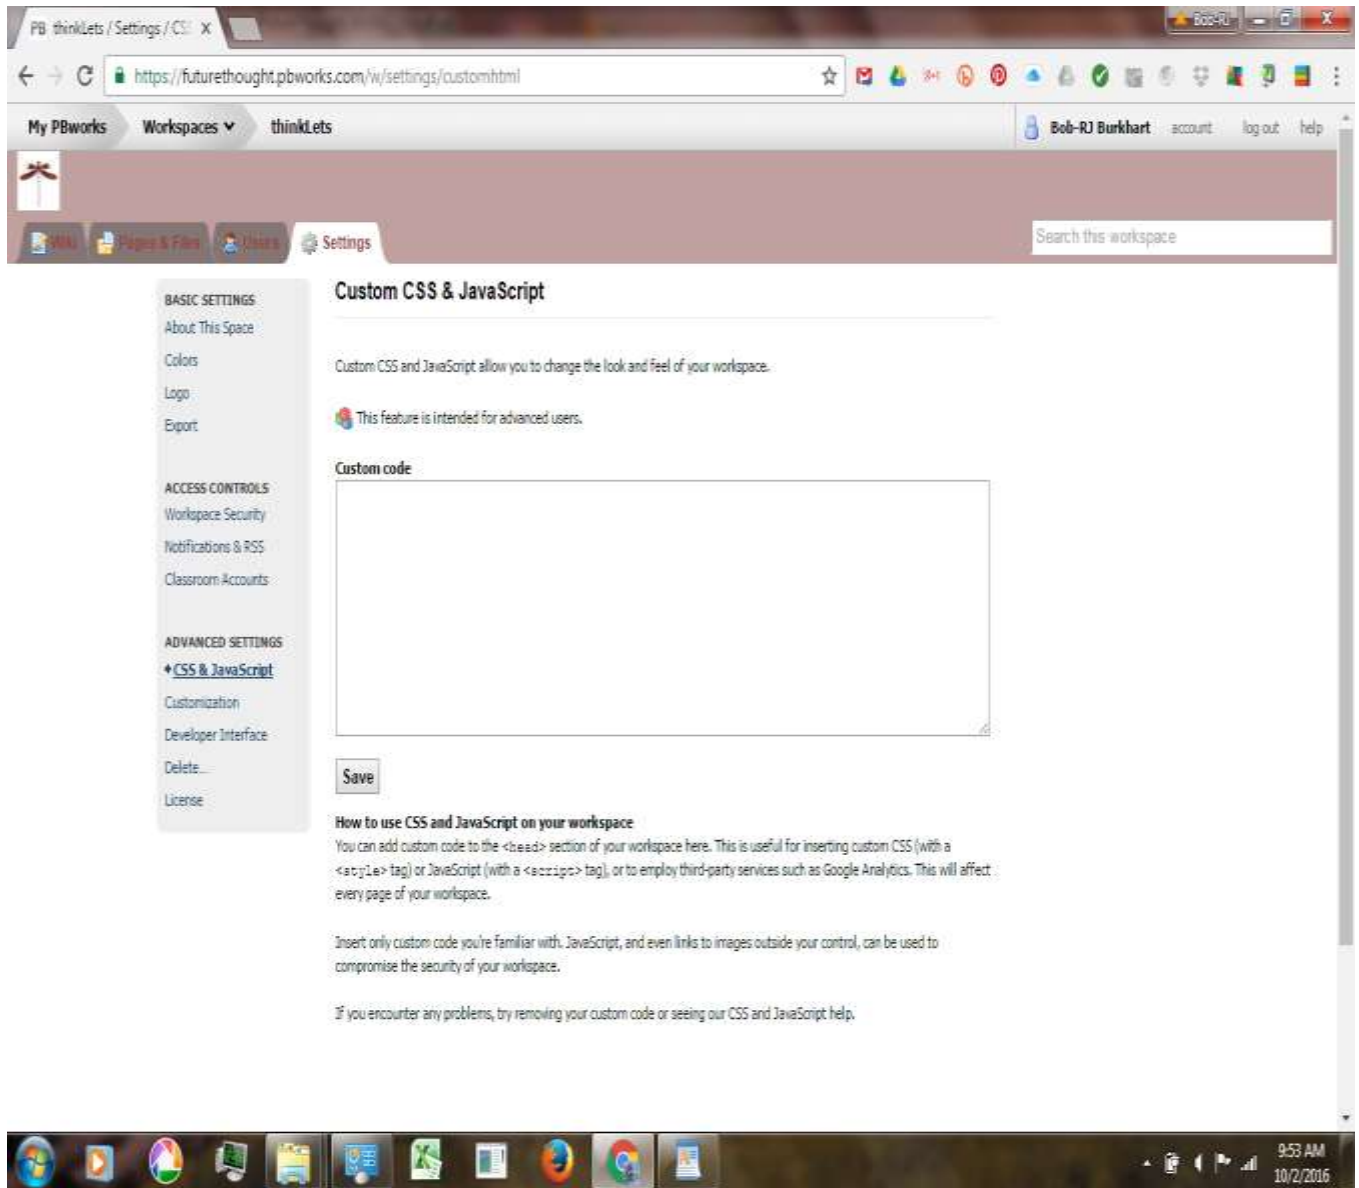 PB thinkLets / Settings / CS
Bob-RJ
https://futurethought.pbworks.com/w/settings/customhtml
My PBworks Workspaces thinkLets Bob-RJ Burkhart account log out help
Wiki Pages & Files Users Settings Search this workspace
Custom CSS & JavaScript
BASIC SETTINGS
About This Space
Colors
Logo
Export
ACCESS CONTROLS
Workspace Security
Notifications & RSS
Classroom Accounts
ADVANCED SETTINGS
CSS & JavaScript
Customization
Developer Interface
Delete...
License
Custom CSS and JavaScript allow you to change the look and feel of your workspace.
This feature is intended for advanced users.
Custom code
Save
How to use CSS and JavaScript on your workspace
You can add custom code to the <head> section of your workspace here. This is useful for inserting custom CSS (with a
<style> tag) or JavaScript (with a <script> tag), or to employ third-party services such as Google Analytics. This will affect
every page of your workspace.
Insert only custom code you're familiar with. JavaScript, and even links to images outside your control, can be used to
compromise the security of your workspace.
If you encounter any problems, try removing your custom code or seeing our CSS and JavaScript help.
9:53 AM
10/2/2016